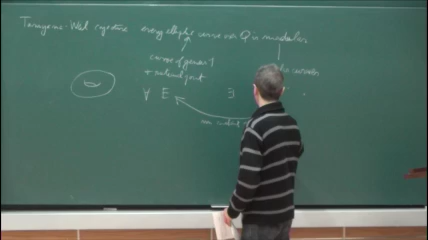 Taniyama-Weil conjecture every elliptic curve over Q is modular
curve of genus 1
+ rational point
∀ E ∃